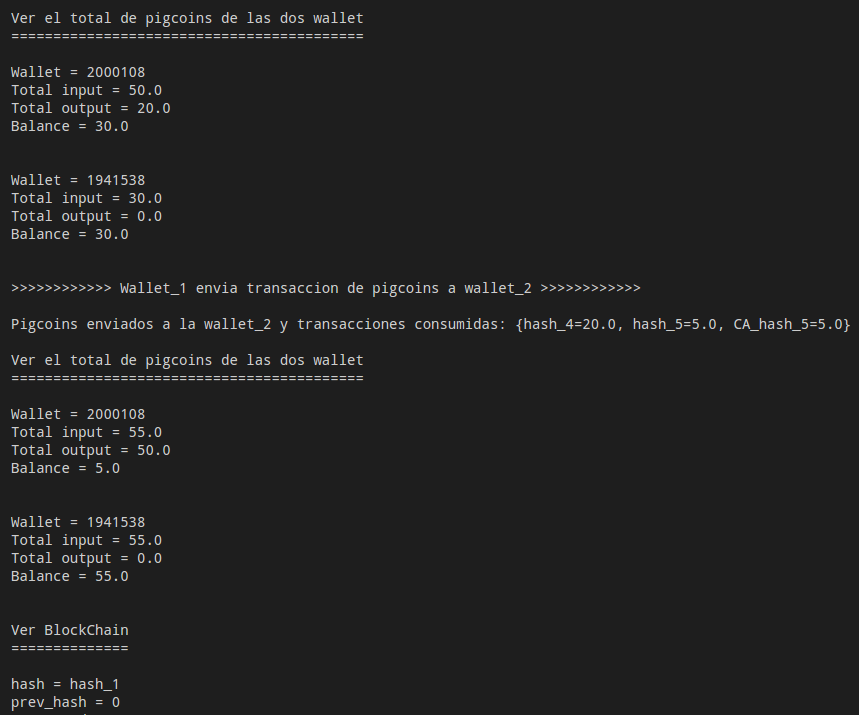 Ver el total de pigcoins de las dos wallet
==========================================
Wallet = 2000108
Total input = 50.0
Total output = 20.0
Balance = 30.0
Wallet = 1941538
Total input = 30.0
Total output = 0.0
Balance = 30.0
>>>>>>>>>>>> Wallet_1 envia transaccion de pigcoins a wallet_2 >>>>>>>>>>>>
Pigcoins enviados a la wallet_2 y transacciones consumidas: {hash_4=20.0, hash_5=5.0, CA_hash_5=5.0}
Ver el total de pigcoins de las dos wallet
==========================================
Wallet = 2000108
Total input = 55.0
Total output = 50.0
Balance = 5.0
Wallet = 1941538
Total input = 55.0
Total output = 0.0
Balance = 55.0
Ver BlockChain
==============
hash = hash_1
prev_hash = 0